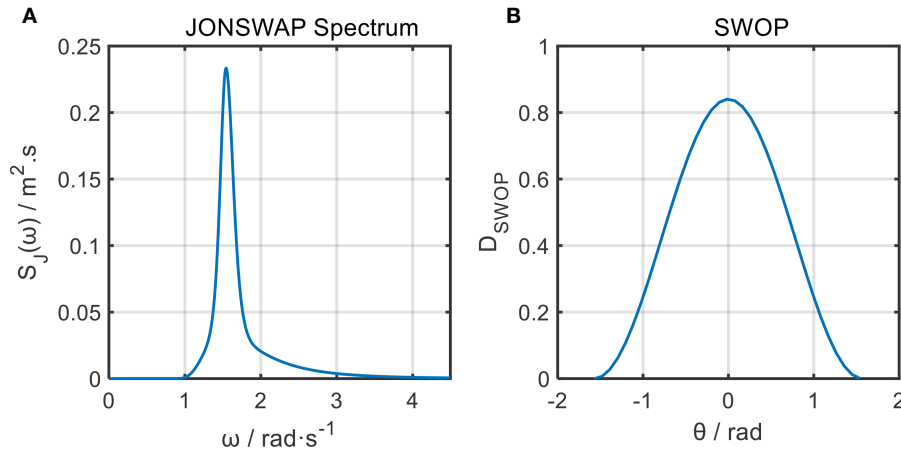 A
JONSWAP Spectrum
0.25
0.2
0.15
0.1
0.05
0
S_J(ω) / m².s
0 1 2 3 4
ω / rad·s⁻¹
B
SWOP
1
0.8
0.6
0.4
0.2
0
D_SWOP
-2 -1 0 1 2
θ / rad